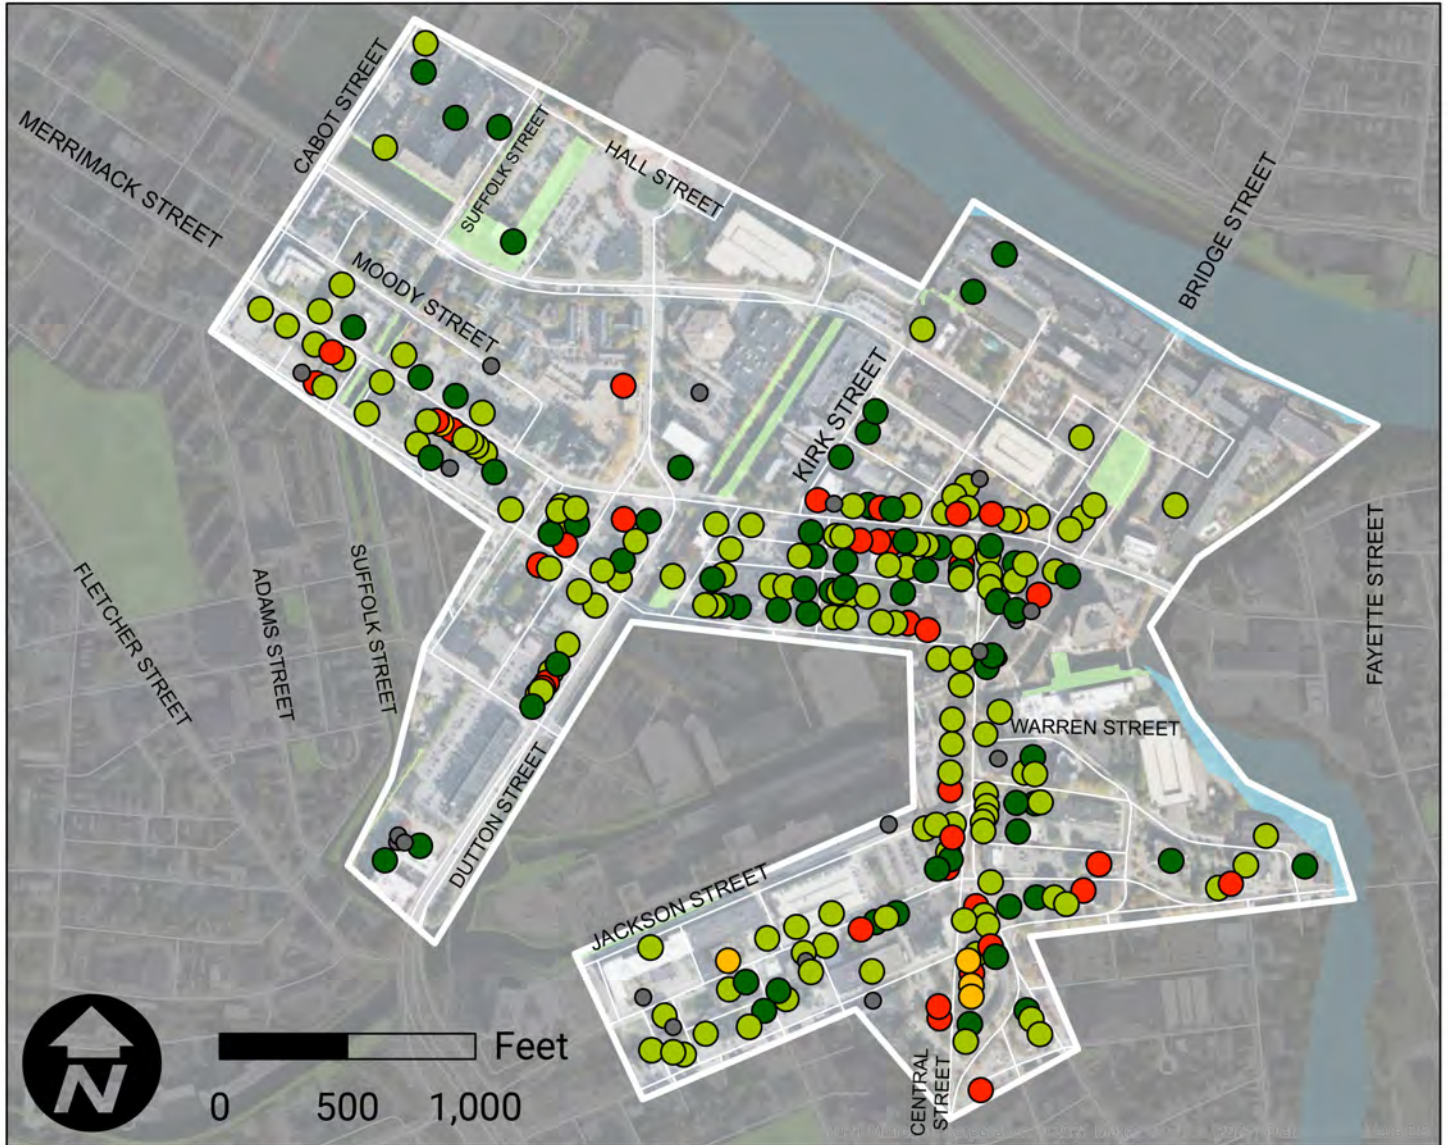 CABOT STREET
MERRIMACK STREET
SUFFOLK STREET
HALL STREET
BRIDGE STREET
MOODY STREET
KIRK STREET
FLETCHER STREET
ADAMS STREET
SUFFOLK STREET
FAYETTE STREET
WARREN STREET
DUTTON STREET
JACKSON STREET
CENTRAL
STREET
N
Feet
0 500 1,000